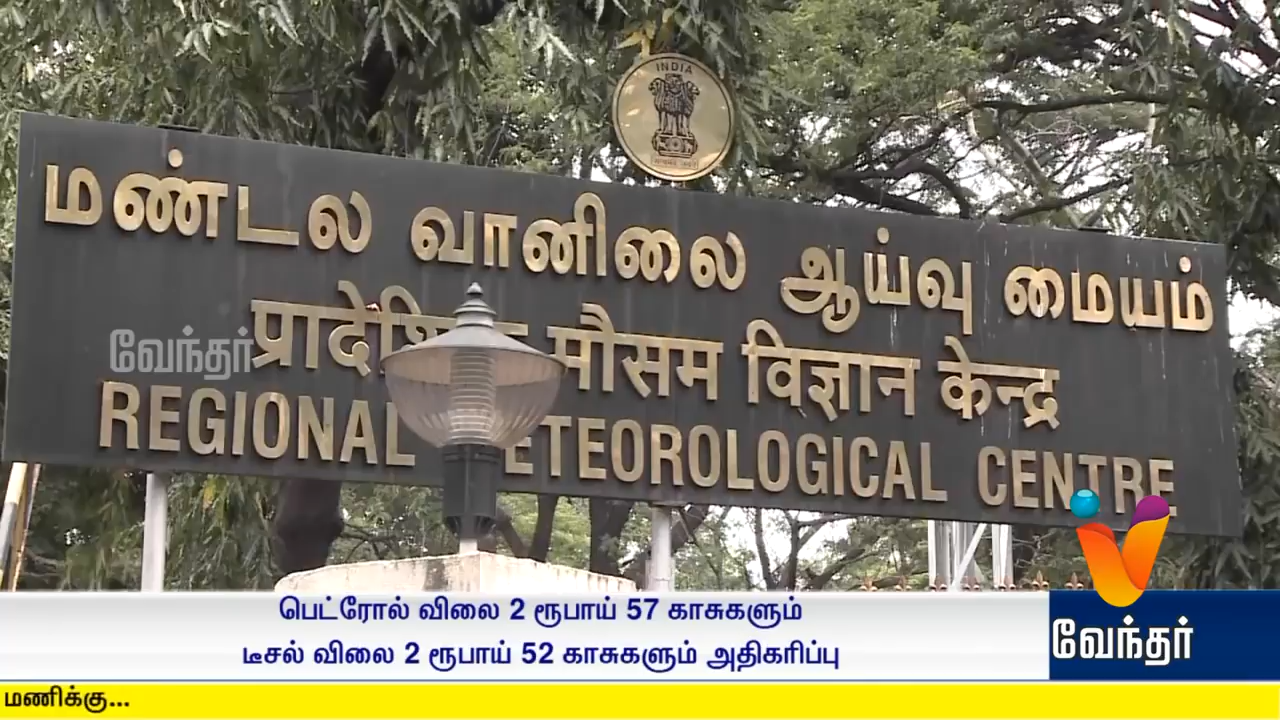 INDIA
மண்டல வானிலை ஆய்வு மையம்
वेந்தர்
मौसम विज्ञान केन्द्र
REGIONAL METEOROLOGICAL CENTRE
பெட்ரோல் விலை 2 ரூபாய் 57 காசுகளும்
டீசல் விலை 2 ரூபாய் 52 காசுகளும் அதிகரிப்பு
வேந்தர்
மணிக்கு...